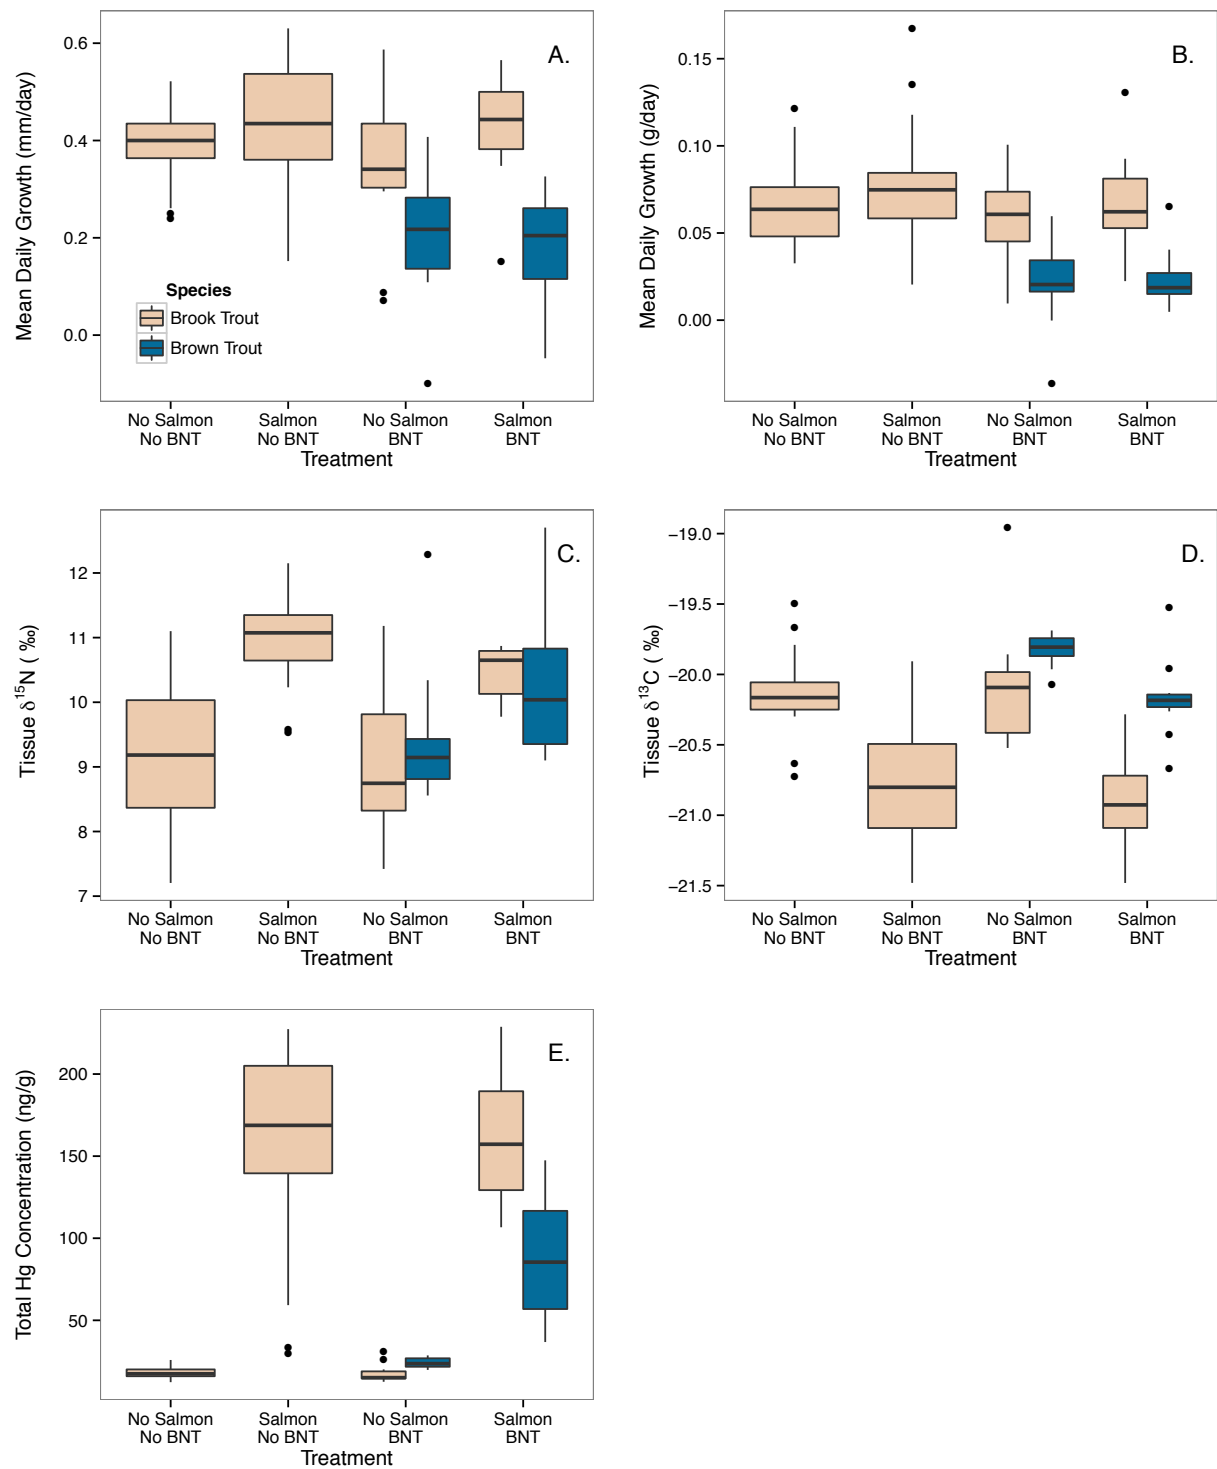 A.
Mean Daily Growth (mm/day)
0.6
0.4
0.2
0.0
Species
Brook Trout
Brown Trout
No Salmon
No BNT
Salmon
No BNT
No Salmon
BNT
Salmon
BNT
Treatment
B.
Mean Daily Growth (g/day)
0.15
0.10
0.05
0.00
No Salmon
No BNT
Salmon
No BNT
No Salmon
BNT
Salmon
BNT
Treatment
C.
Tissue δ¹⁵N ( ‰)
12
11
10
9
8
7
No Salmon
No BNT
Salmon
No BNT
No Salmon
BNT
Salmon
BNT
Treatment
D.
Tissue δ¹³C ( ‰)
−19.0
−19.5
−20.0
−20.5
−21.0
−21.5
No Salmon
No BNT
Salmon
No BNT
No Salmon
BNT
Salmon
BNT
Treatment
E.
Total Hg Concentration (ng/g)
200
150
100
50
No Salmon
No BNT
Salmon
No BNT
No Salmon
BNT
Salmon
BNT
Treatment